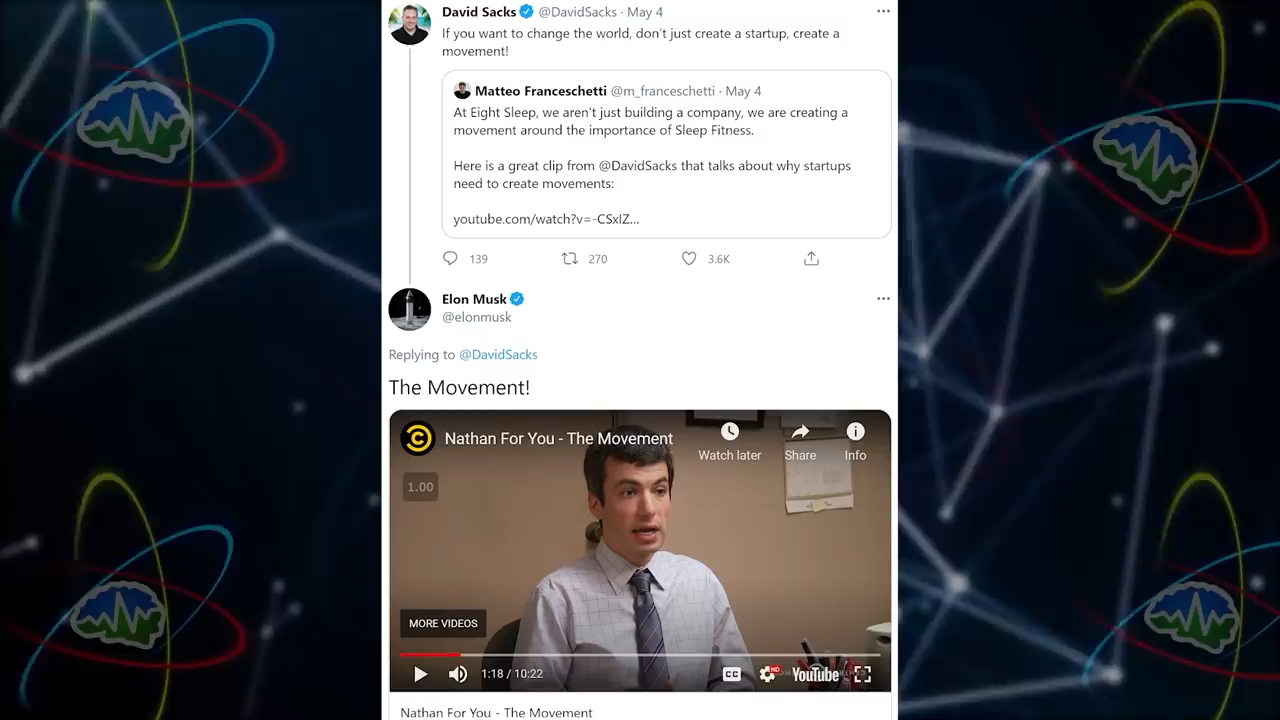 David Sacks @DavidSacks · May 4
If you want to change the world, don't just create a startup, create a
movement!
Matteo Franceschetti @m_franceschetti · May 4
At Eight Sleep, we aren't just building a company, we are creating a
movement around the importance of Sleep Fitness.
Here is a great clip from @DavidSacks that talks about why startups
need to create movements:
youtube.com/watch?v=-CSxIZ...
139 270 3.6K
Elon Musk
@elonmusk
Replying to @DavidSacks
The Movement!
Nathan For You - The Movement
Watch later Share Info
1.00
MORE VIDEOS
1:18 / 10:22 CC HD YouTube
Nathan For You - The Movement